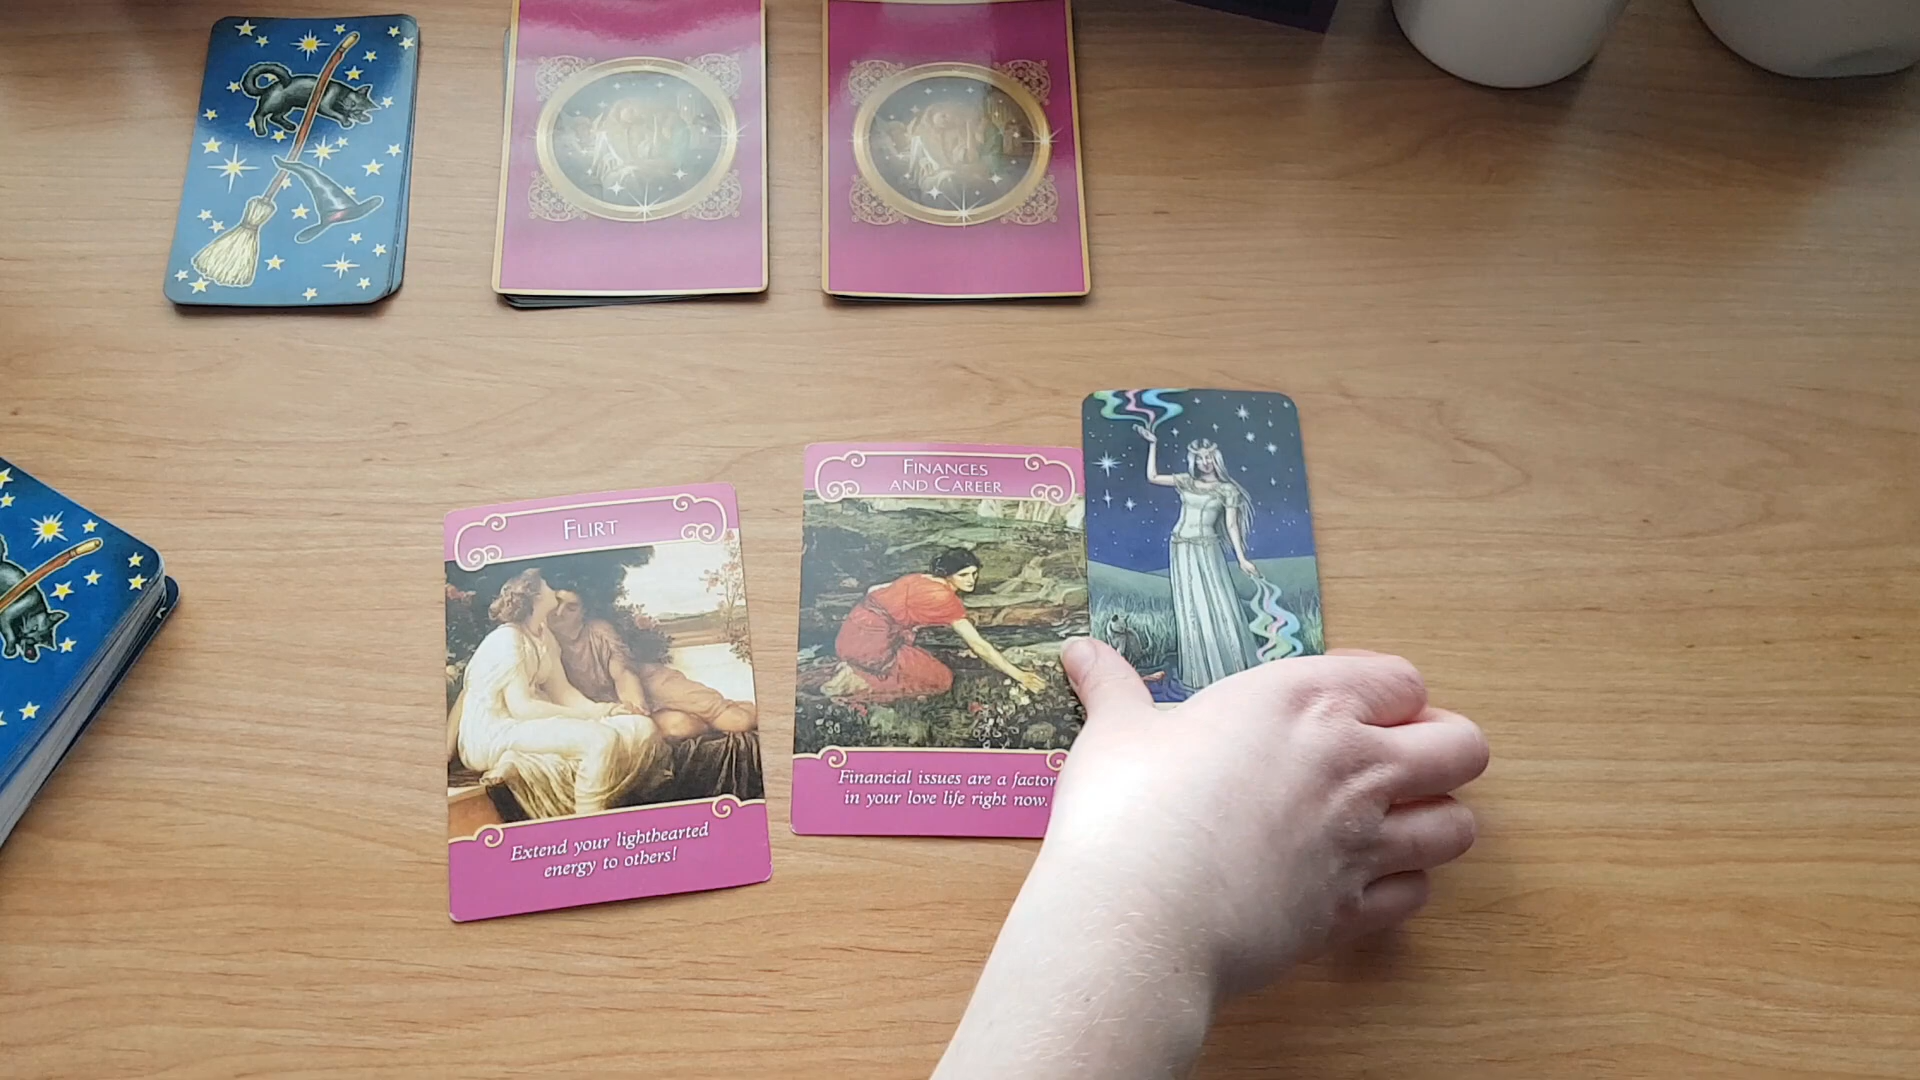 FLIRT
Extend your lighthearted
energy to others!
FINANCES
AND CAREER
30
Financial issues are a factor
in your love life right now.